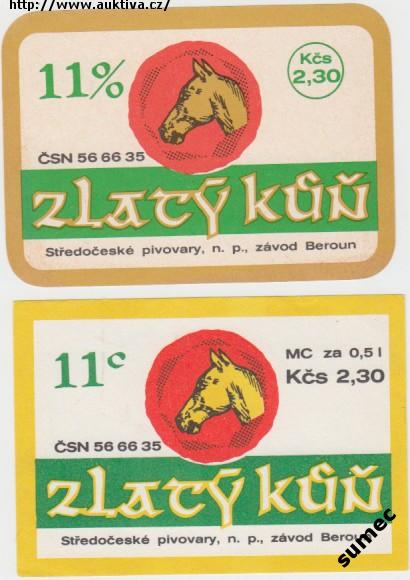 http://www.auktiva.cz/
11%
Kčs
2,30
ČSN 56 66 35
zlatý kůň
Středočeské pivovary, n. p., závod Beroun
11°
MC za 0,5 l
Kčs 2,30
ČSN 56 66 35
zlatý kůň
Středočeské pivovary, n. p., závod Beroun
sumec